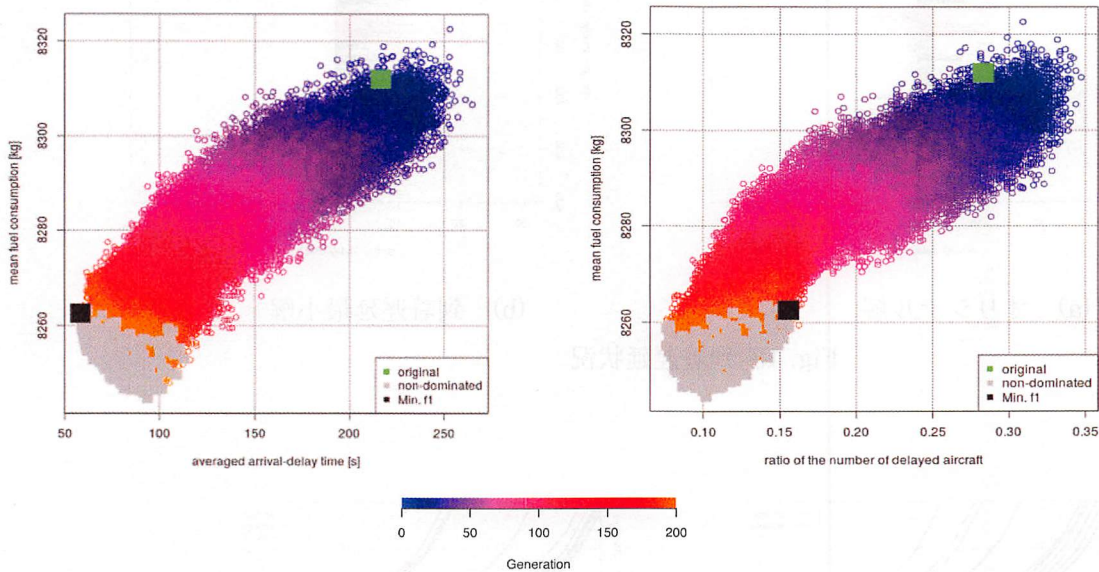 mean fuel consumption [kg]
8320
8300
8280
8260
original
non-dominated
Min. f1
50 100 150 200 250
averaged arrival-delay time [s]
mean fuel consumption [kg]
8320
8300
8280
8260
original
non-dominated
Min. f1
0.10 0.15 0.20 0.25 0.30 0.35
ratio of the number of delayed aircraft
0 50 100 150 200
Generation